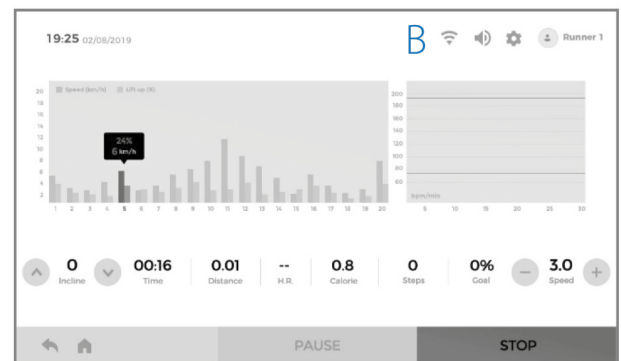 19:25 02/08/2019
B
Runner 1
Speed (km/h) Lift up (%)
20
18
16
14
12
10
8
6
4
2
24%
6 km/h
1 2 3 4 5 6 7 8 9 10 11 12 13 14 15 16 17 18 19 20
200
180
160
140
120
100
80
60
bpm/min
5 10 15 20 25 30
0
Incline
00:16
Time
0.01
Distance
--
H.R.
0.8
Calorie
0
Steps
0%
Goal
3.0
Speed
PAUSE
STOP